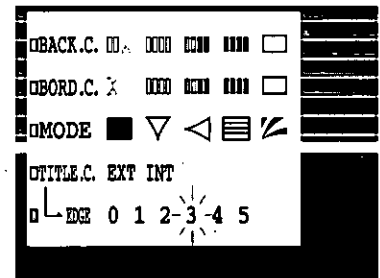 BACK.C.
BORD.C.
MODE
TITLE.C. EXT INT
EDGE 0 1 2 3 4 5